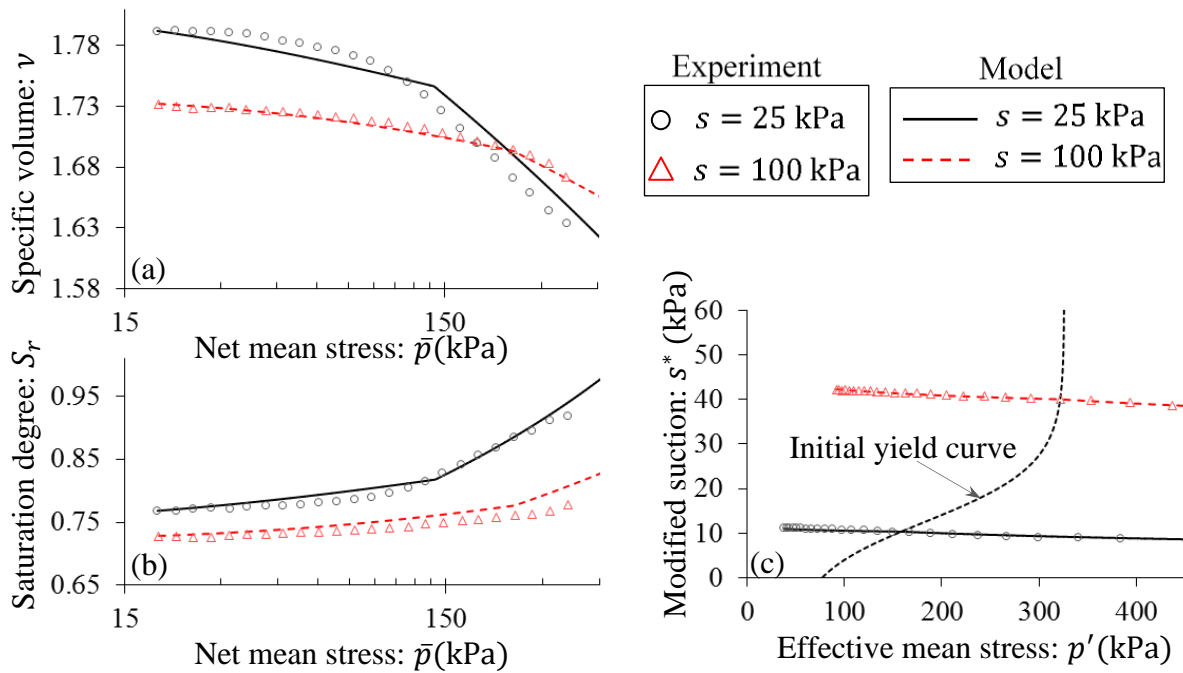 Specific volume: ν
1.78
1.73
1.68
1.63
1.58
(a)
15
150
Net mean stress: p̄(kPa)
Experiment
s = 25 kPa
s = 100 kPa
Model
s = 25 kPa
s = 100 kPa
Saturation degree: Sᵣ
0.95
0.85
0.75
0.65
(b)
15
150
Net mean stress: p̄(kPa)
Modified suction: s* (kPa)
60
50
40
30
20
10
0
Initial yield curve
(c)
0
100
200
300
400
Effective mean stress: p′(kPa)